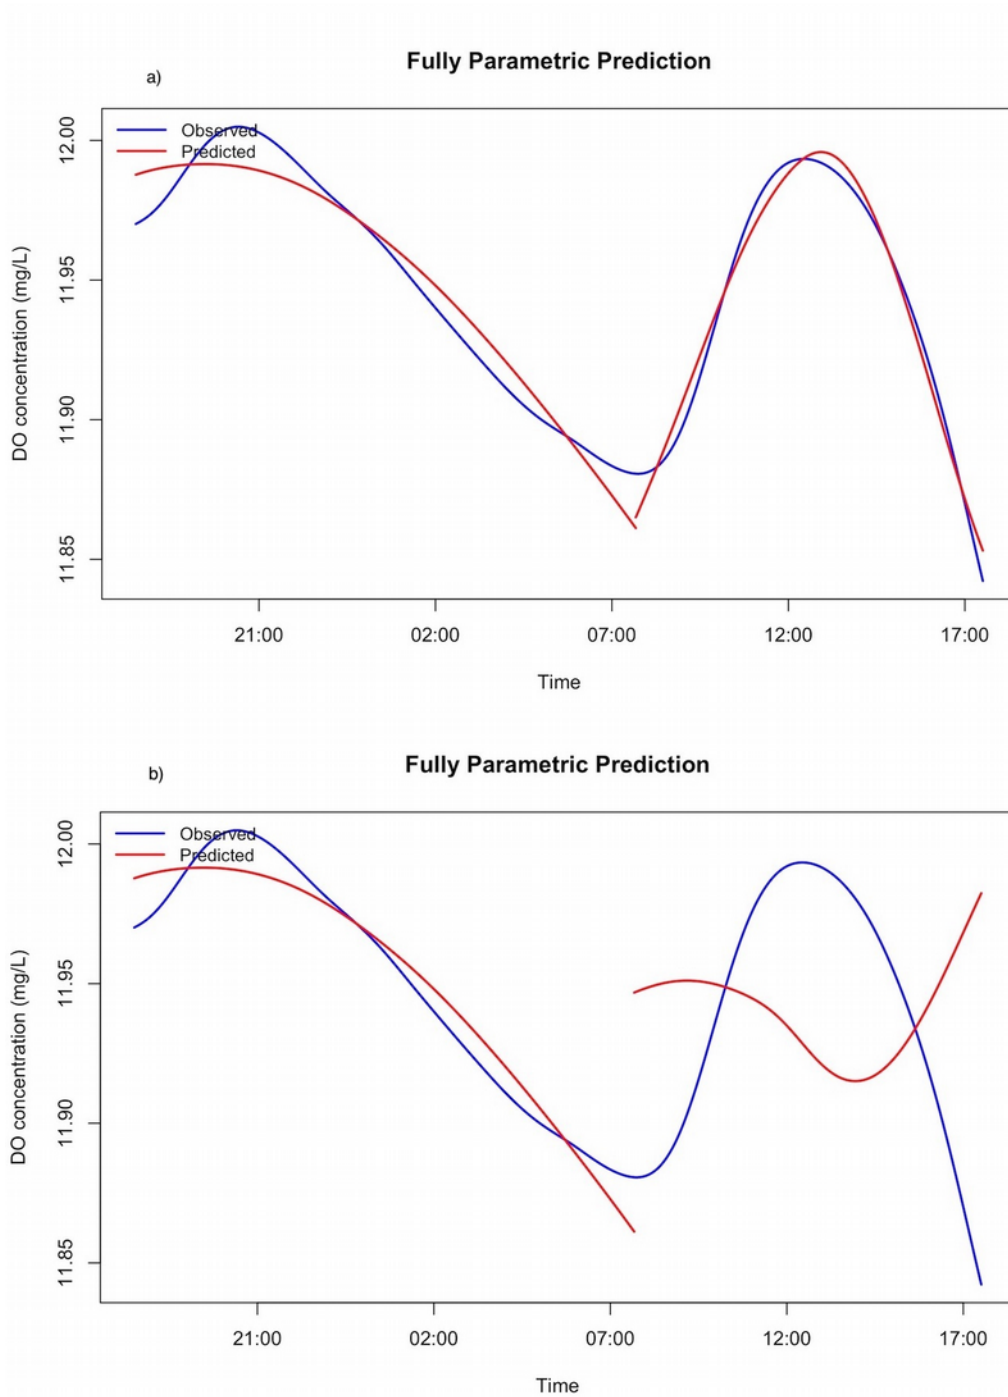 Fully Parametric Prediction
a)
Observed
Predicted
DO concentration (mg/L)
12.00
11.95
11.90
11.85
21:00 02:00 07:00 12:00 17:00
Time
Fully Parametric Prediction
b)
Observed
Predicted
DO concentration (mg/L)
12.00
11.95
11.90
11.85
21:00 02:00 07:00 12:00 17:00
Time